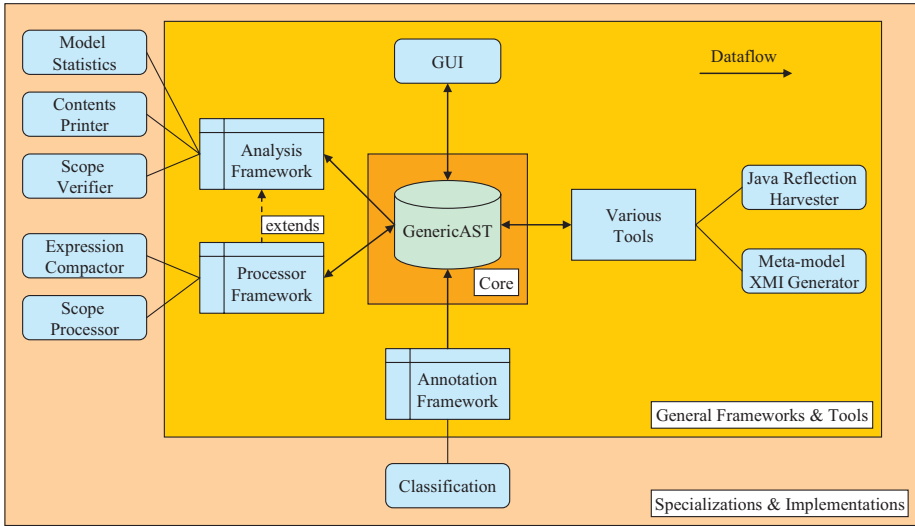 Model
Statistics
Contents
Printer
Scope
Verifier
Expression
Compactor
Scope
Processor
GUI
Dataflow
Analysis
Framework
extends
Processor
Framework
GenericAST
Core
Various
Tools
Java Reflection
Harvester
Meta-model
XMI Generator
Annotation
Framework
General Frameworks & Tools
Classification
Specializations & Implementations